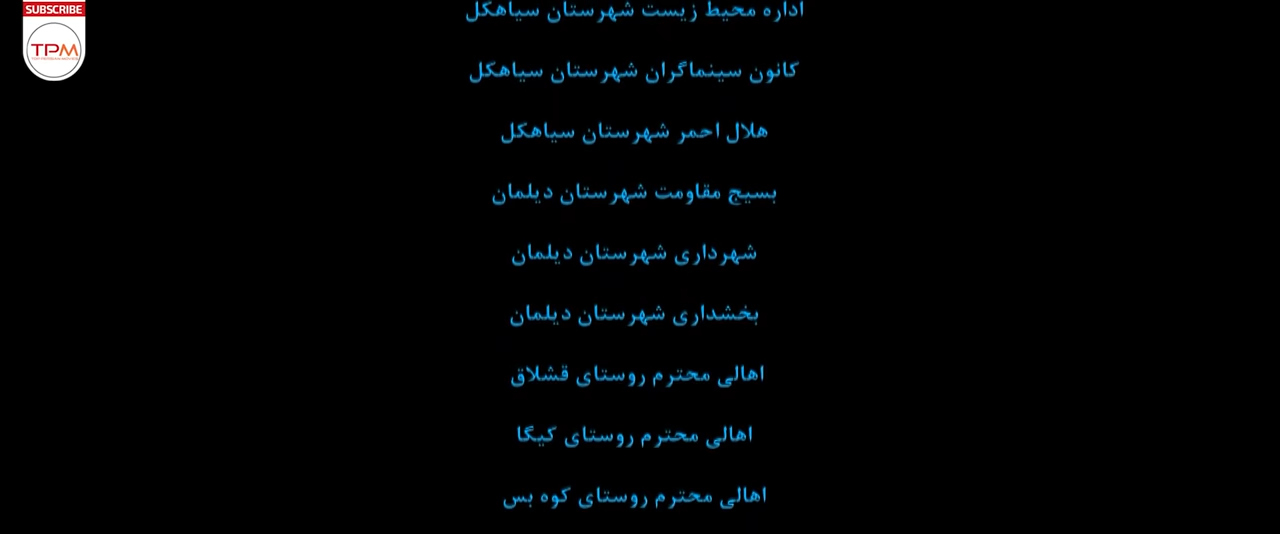 SUBSCRIBE
TPM
اداره محیط زیست شهرستان سیاهکل
کانون سینماگران شهرستان سیاهکل
هلال احمر شهرستان سیاهکل
بسیج مقاومت شهرستان دیلمان
شهرداری شهرستان دیلمان
بخشداری شهرستان دیلمان
اهالی محترم روستای قشلاق
اهالی محترم روستای کیگا
اهالی محترم روستای کوه بس